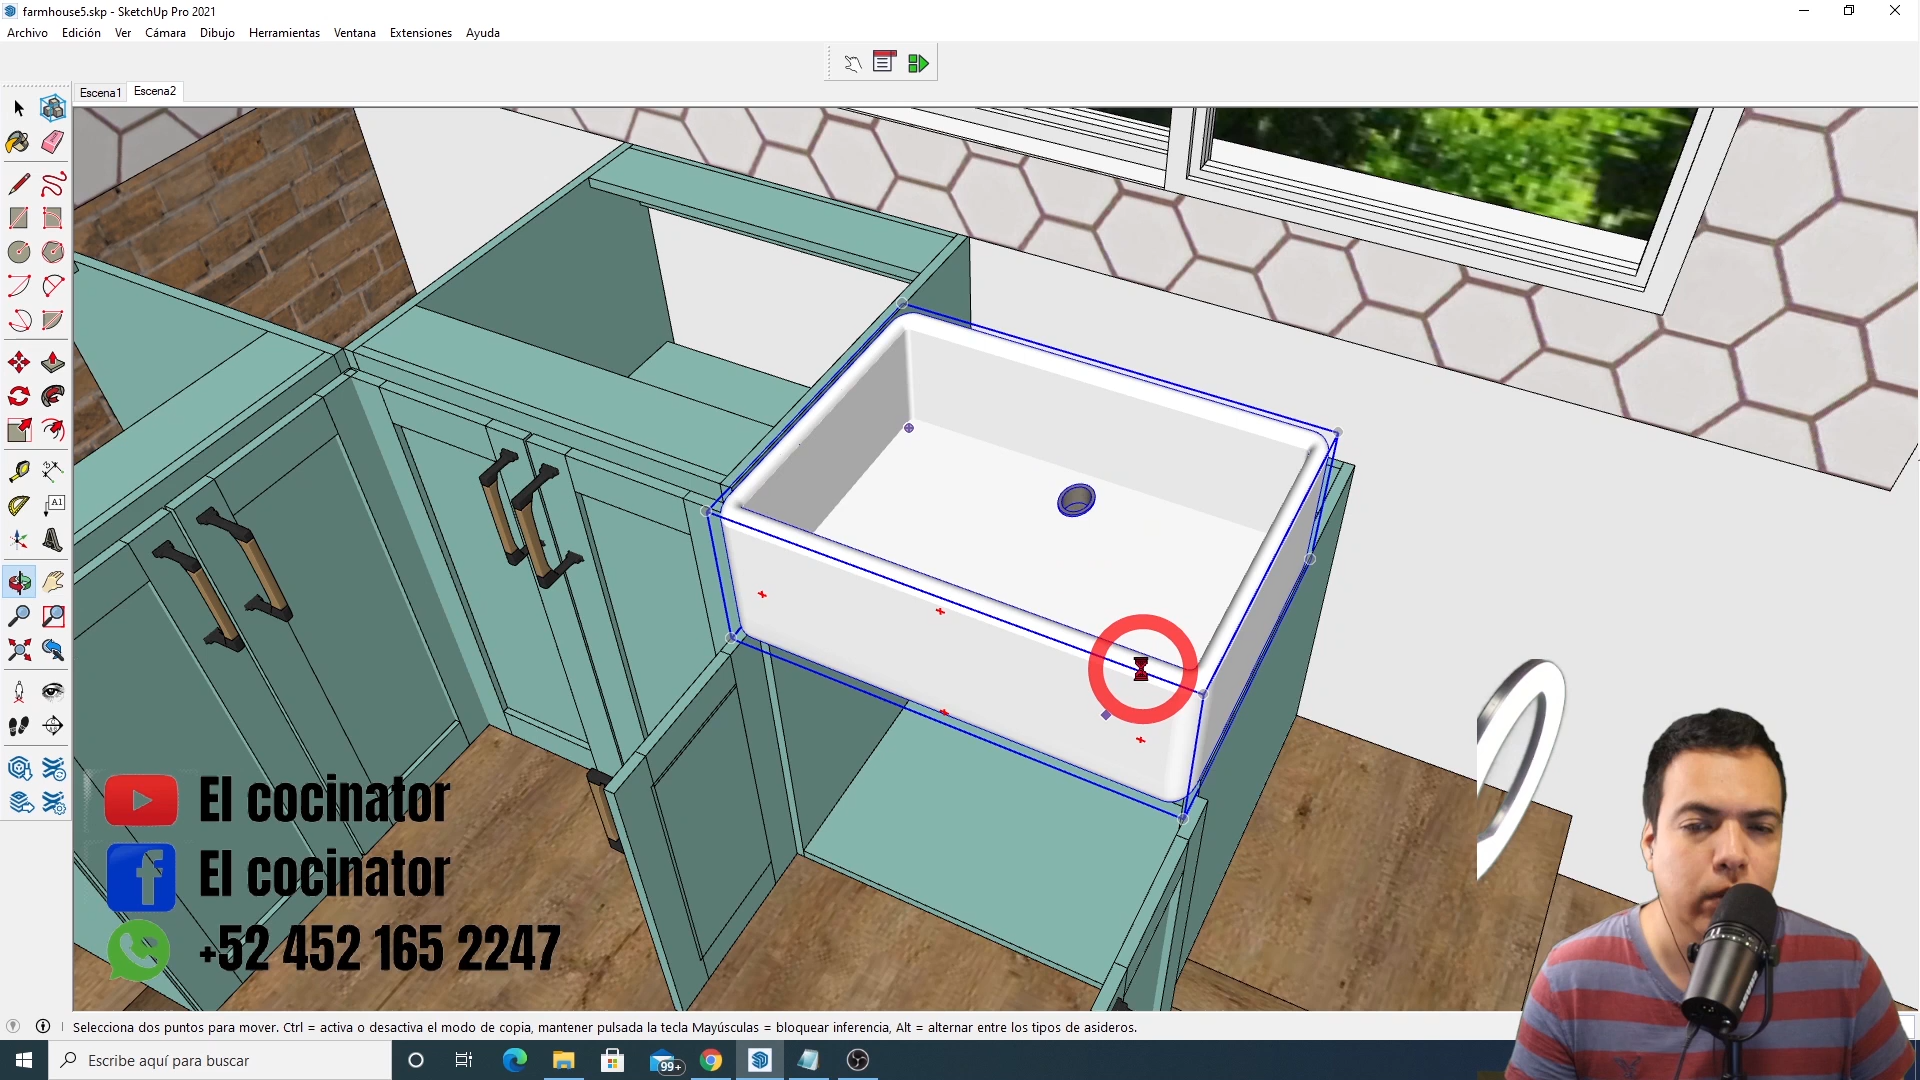 farmhouse5.skp - SketchUp Pro 2021
Archivo Edición Ver Cámara Dibujo Herramientas Ventana Extensiones Ayuda
Escena1 Escena2
A1
El cocinator
f El cocinator
+52 452 165 2247
Selecciona dos puntos para mover. Ctrl = activa o desactiva el modo de copia, mantener pulsada la tecla Mayúsculas = bloquear inferencia, Alt = alternar entre los tipos de asideros.
Escribe aquí para buscar
99+